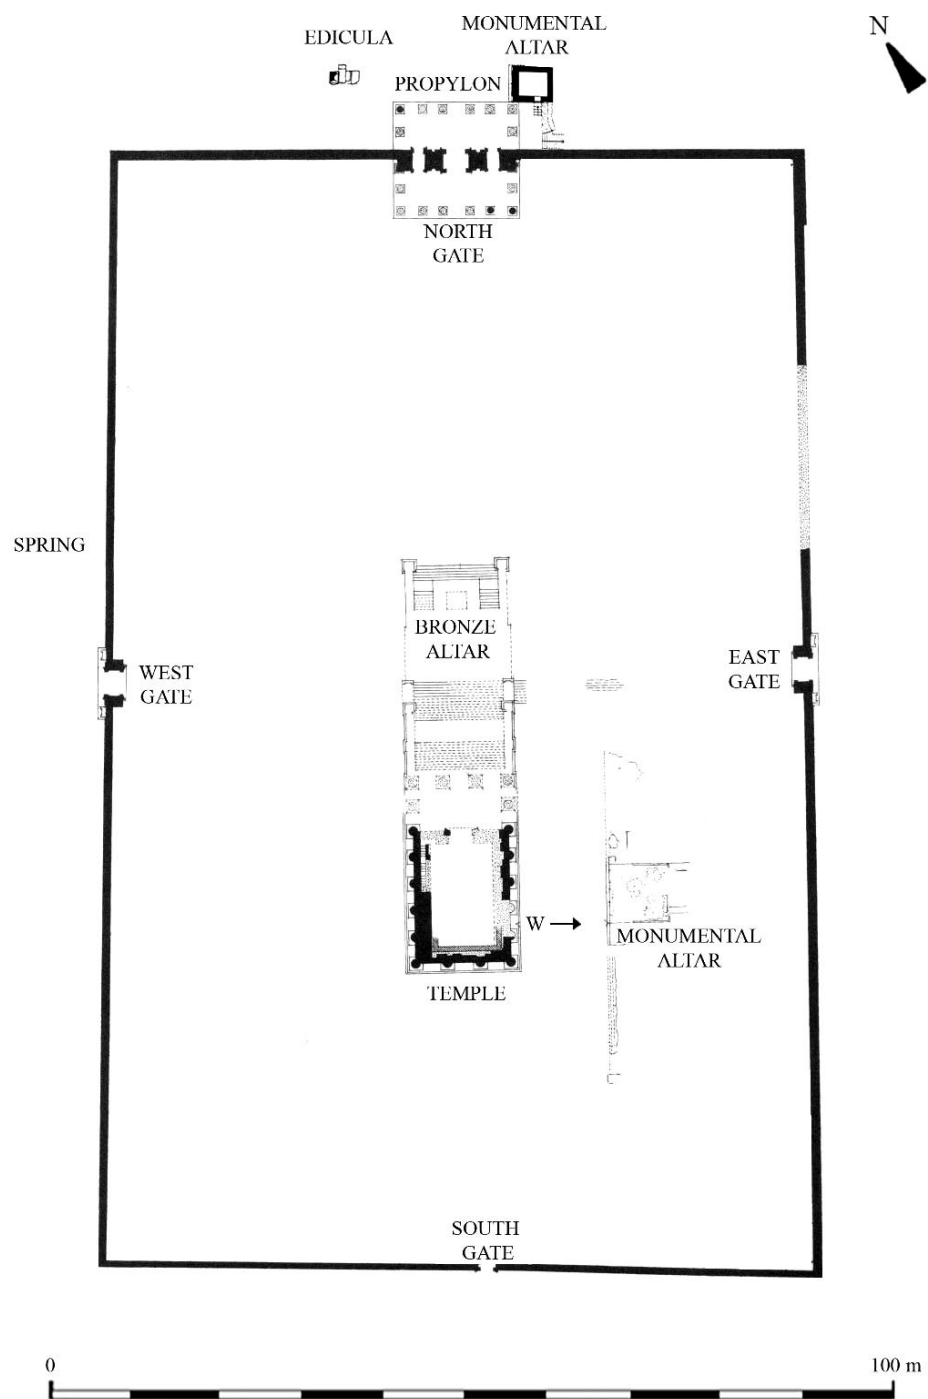 N
EDICULA
MONUMENTAL
ALTAR
PROPYLON
NORTH
GATE
SPRING
BRONZE
ALTAR
WEST
GATE
EAST
GATE
W
MONUMENTAL
ALTAR
TEMPLE
SOUTH
GATE
0
100 m